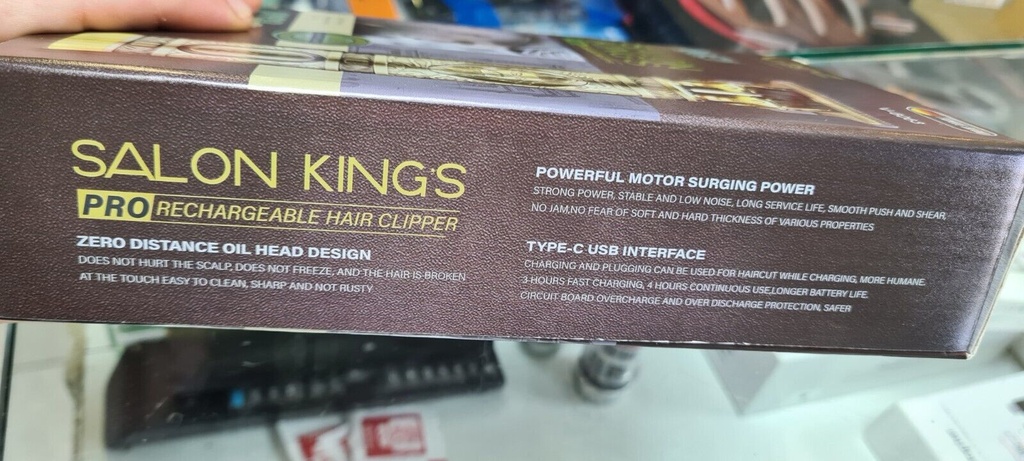 SALON KING'S
PRO RECHARGEABLE HAIR CLIPPER
ZERO DISTANCE OIL HEAD DESIGN
DOES NOT HURT THE SCALP, DOES NOT FREEZE, AND THE HAIR IS BROKEN
AT THE TOUCH EASY TO CLEAN, SHARP AND NOT RUSTY
POWERFUL MOTOR SURGING POWER
STRONG POWER, STABLE AND LOW NOISE, LONG SERVICE LIFE, SMOOTH PUSH AND SHEAR,
NO JAM,NO FEAR OF SOFT AND HARD THICKNESS OF VARIOUS PROPERTIES
TYPE-C USB INTERFACE
CHARGING AND PLUGGING CAN BE USED FOR HAIRCUT WHILE CHARGING, MORE HUMANE.
3-HOURS FAST CHARGING, 4 HOURS CONTINUOUS USE,LONGER BATTERY LIFE.
CIRCUIT BOARD OVERCHARGE AND OVER DISCHARGE PROTECTION, SAFER